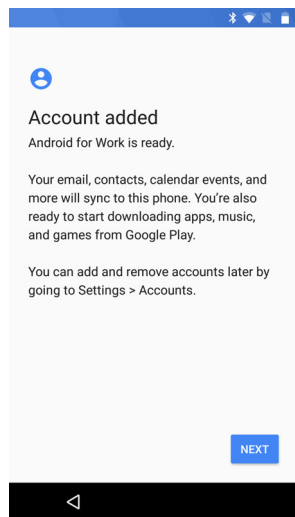 Account added
Android for Work is ready.
Your email, contacts, calendar events, and
more will sync to this phone. You're also
ready to start downloading apps, music,
and games from Google Play.
You can add and remove accounts later by
going to Settings > Accounts.
NEXT